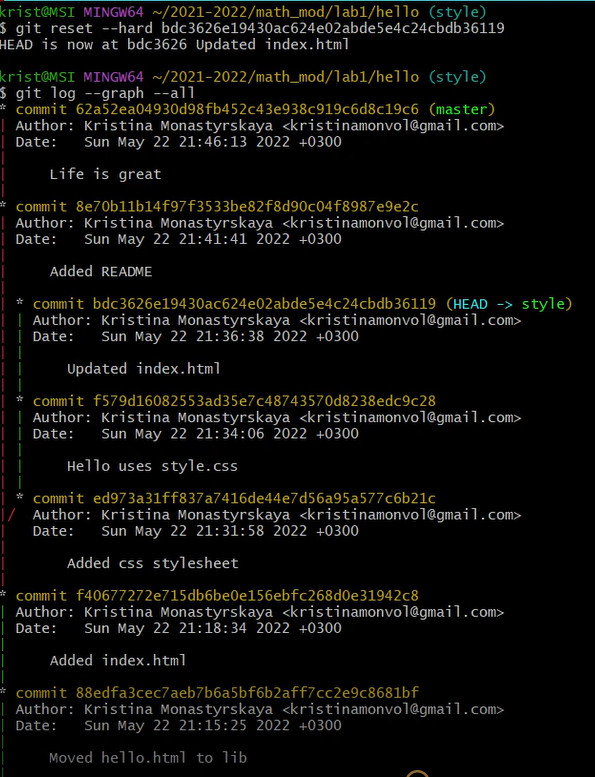 krist@MSI MINGW64 ~/2021-2022/math_mod/lab1/hello (style)
$ git reset --hard bdc3626e19430ac624e02abde5e4c24cbdb36119
HEAD is now at bdc3626 Updated index.html
krist@MSI MINGW64 ~/2021-2022/math_mod/lab1/hello (style)
$ git log --graph --all
* commit 62a52ea04930d98fb452c43e938c919c6d8c19c6 (master)
| Author: Kristina Monastyrskaya <kristinamonvol@gmail.com>
| Date:   Sun May 22 21:46:13 2022 +0300
|
|     Life is great
|
* commit 8e70b11b14f97f3533be82f8d90c04f8987e9e2c
| Author: Kristina Monastyrskaya <kristinamonvol@gmail.com>
| Date:   Sun May 22 21:41:41 2022 +0300
|
|     Added README
|
| * commit bdc3626e19430ac624e02abde5e4c24cbdb36119 (HEAD -> style)
| | Author: Kristina Monastyrskaya <kristinamonvol@gmail.com>
| | Date:   Sun May 22 21:36:38 2022 +0300
| |
| |     Updated index.html
| |
| * commit f579d16082553ad35e7c48743570d8238edc9c28
| | Author: Kristina Monastyrskaya <kristinamonvol@gmail.com>
| | Date:   Sun May 22 21:34:06 2022 +0300
| |
| |     Hello uses style.css
| |
| * commit ed973a31ff837a7416de44e7d56a95a577c6b21c
|/  Author: Kristina Monastyrskaya <kristinamonvol@gmail.com>
|   Date:   Sun May 22 21:31:58 2022 +0300
|
|       Added css stylesheet
|
* commit f40677272e715db6be0e156ebfc268d0e31942c8
| Author: Kristina Monastyrskaya <kristinamonvol@gmail.com>
| Date:   Sun May 22 21:18:34 2022 +0300
|
|     Added index.html
|
* commit 88edfa3cec7aeb7b6a5bf6b2aff7cc2e9c8681bf
| Author: Kristina Monastyrskaya <kristinamonvol@gmail.com>
| Date:   Sun May 22 21:15:25 2022 +0300
|
|     Moved hello.html to lib